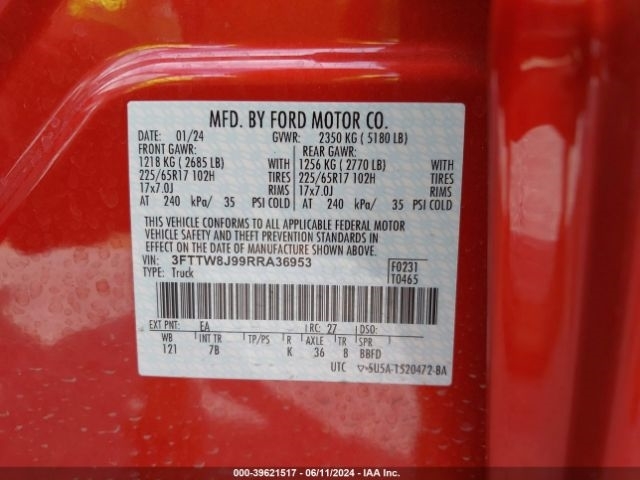 MFD. BY FORD MOTOR CO.
DATE: 01/24 GVWR: 2350 KG ( 5180 LB)
FRONT GAWR: REAR GAWR:
1218 KG ( 2685 LB) WITH 1256 KG ( 2770 LB) WITH
225/65R17 102H TIRES 225/65R17 102H TIRES
17x7.0J RIMS 17x7.0J RIMS
AT 240 kPa/ 35 PSI COLD AT 240 kPa/ 35 PSI COLD
THIS VEHICLE CONFORMS TO ALL APPLICABLE FEDERAL MOTOR
VEHICLE SAFETY AND THEFT PREVENTION STANDARDS IN
EFFECT ON THE DATE OF MANUFACTURE SHOWN ABOVE.
VIN: 3FTTW8J99RRA36953 F0231
TYPE: Truck T0465
EXT PNT: EA RC: 27 DSO:
WB INT TR TP/PS R AXLE TR SPR
121 7B K 36 8 BBFD
UTC 5U5A-1520472-BA
000-39621517 - 06/11/2024 - IAA Inc.